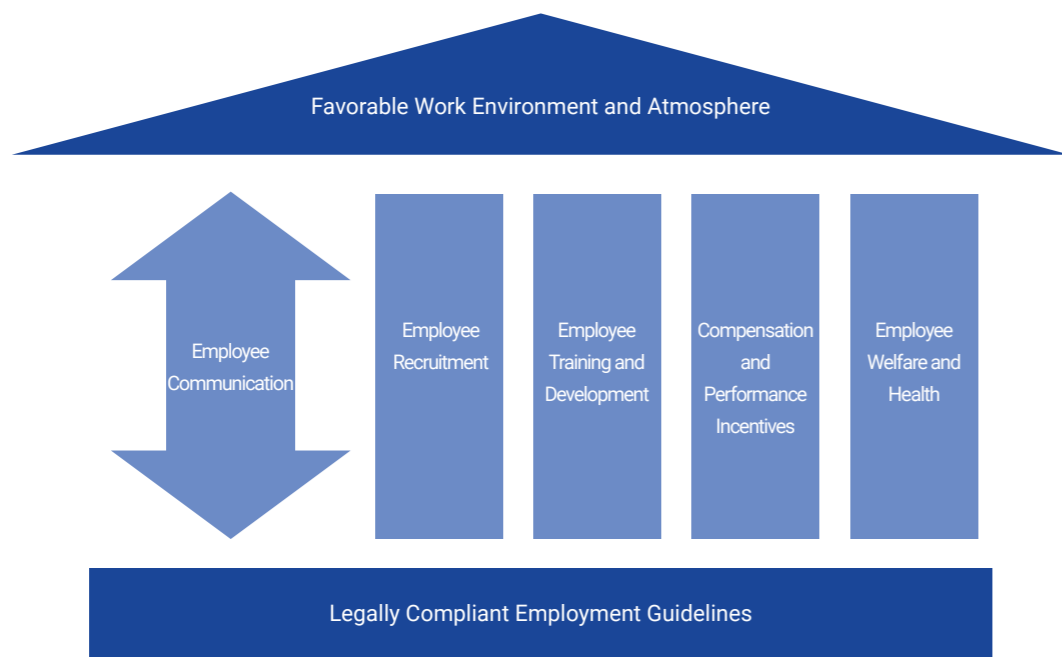 Favorable Work Environment and Atmosphere
Employee
Communication
Employee
Recruitment
Employee
Training and
Development
Compensation
and
Performance
Incentives
Employee
Welfare and
Health
Legally Compliant Employment Guidelines